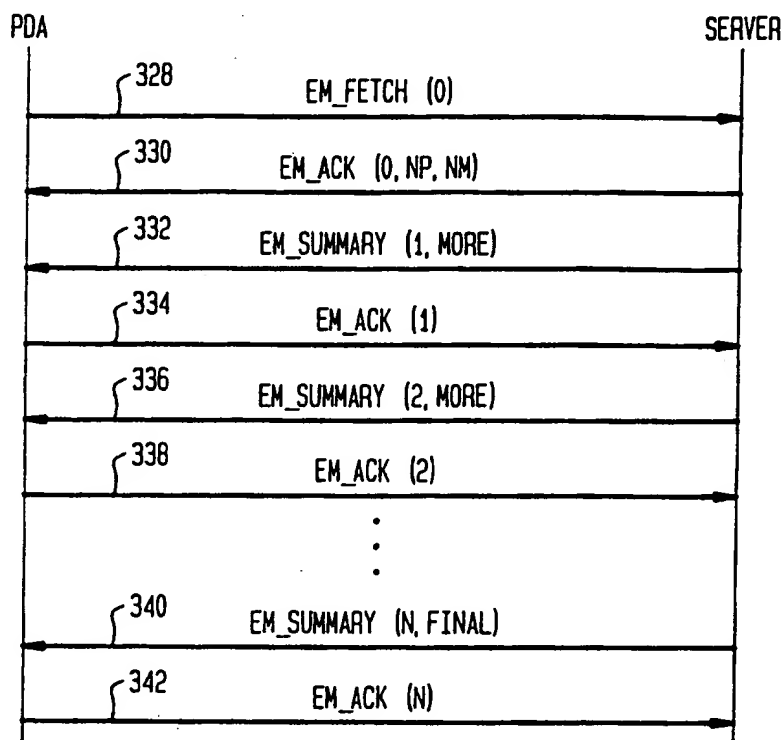 PDA SERVER
328 EM_FETCH (0)
330 EM_ACK (0, NP, NM)
332 EM_SUMMARY (1, MORE)
334 EM_ACK (1)
336 EM_SUMMARY (2, MORE)
338 EM_ACK (2)
340 EM_SUMMARY (N, FINAL)
342 EM_ACK (N)